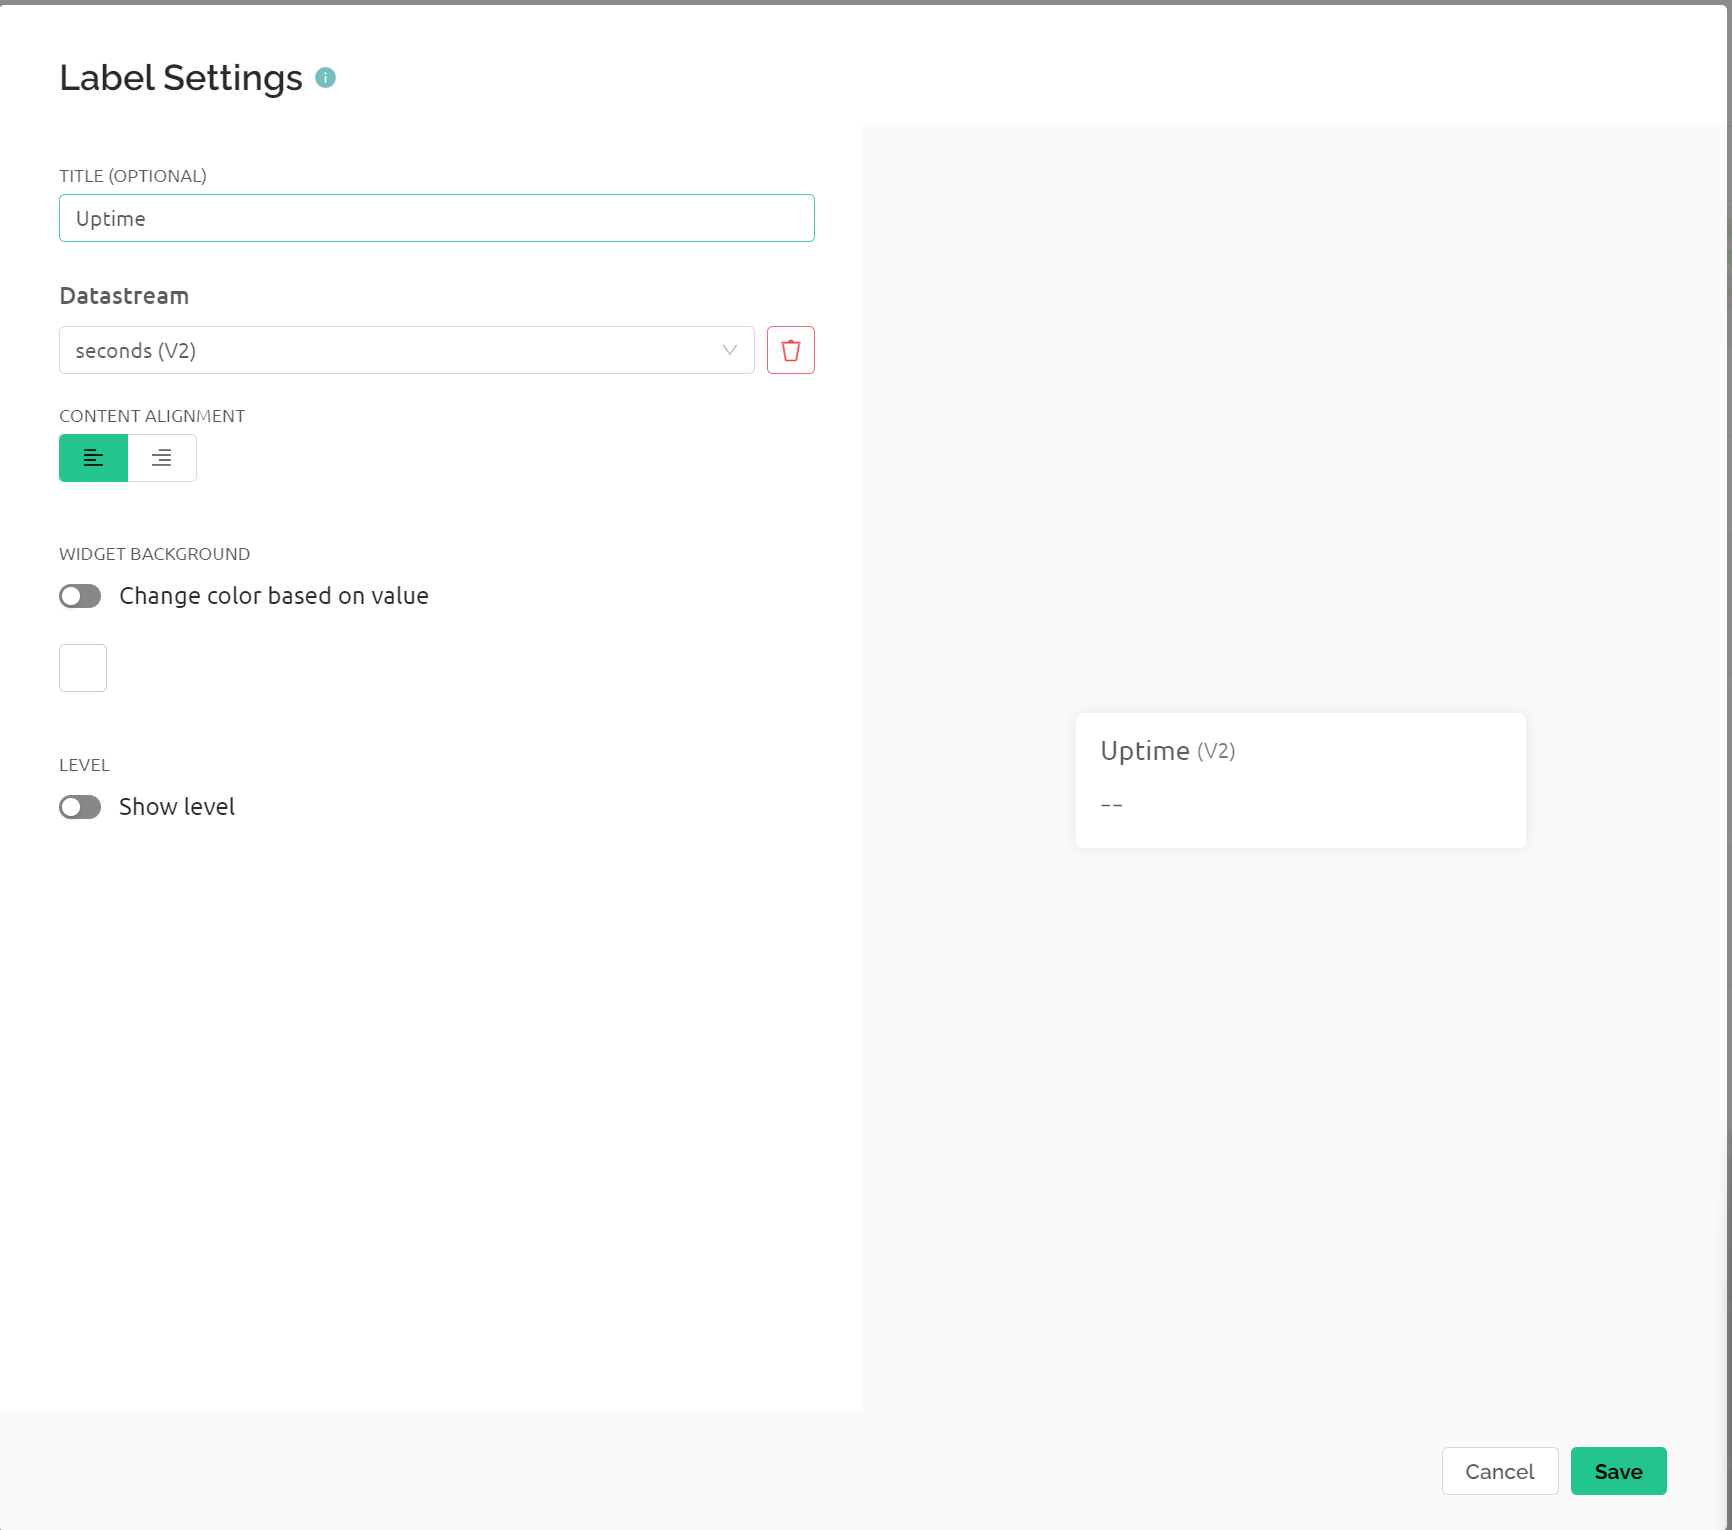 Label Settings
TITLE (OPTIONAL)
Uptime
Datastream
seconds (V2)
CONTENT ALIGNMENT
WIDGET BACKGROUND
Change color based on value
LEVEL
Show level
Uptime (V2)
--
Cancel
Save